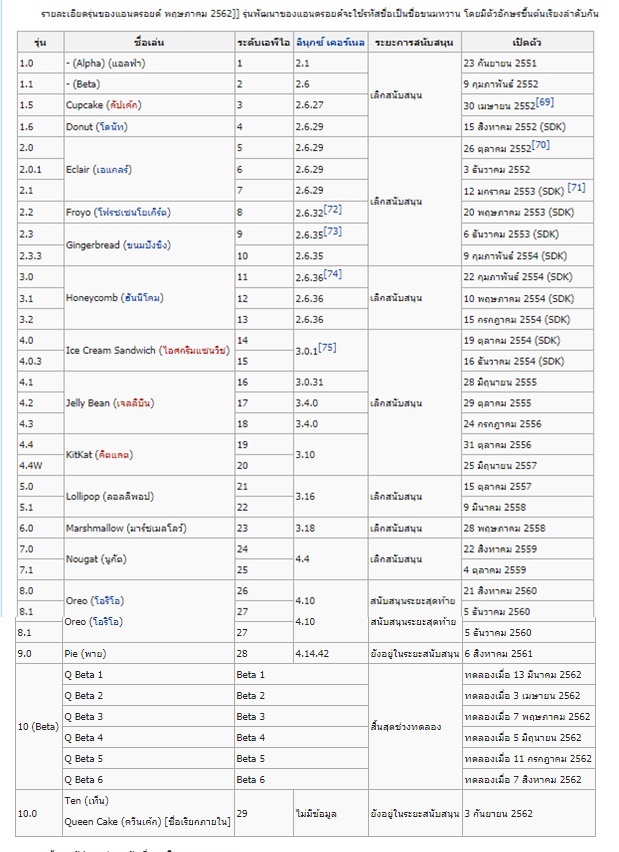 รายละเอียดรุ่นของแอนดรอยด์ พฤษภาคม 2562]] รุ่นพัฒนาของแอนดรอยด์จะใช้รหัสชื่อเป็นชื่อขนมหวาน โดยมีตัวอักษรขึ้นต้นเรียงลำดับกัน
รุ่น ชื่อเล่น ระดับเอพีไอ ลินุกซ์ เคอร์เนล ระยะการสนับสนุน เปิดตัว
1.0 - (Alpha) (แอลฟ่า) 1 2.1 เลิกสนับสนุน 23 กันยายน 2551
1.1 - (Beta) 2 2.6 9 กุมภาพันธ์ 2552
1.5 Cupcake (คัปเค้ก) 3 2.6.27 30 เมษายน 2552[69]
1.6 Donut (โดนัท) 4 2.6.29 15 สิงหาคม 2552 (SDK)
2.0 Eclair (เอแคลร์) 5 2.6.29 เลิกสนับสนุน 26 ตุลาคม 2552[70]
2.0.1 6 2.6.29 3 ธันวาคม 2552
2.1 7 2.6.29 12 มกราคม 2553 (SDK) [71]
2.2 Froyo (โฟรซเซนโยเกิร์ต) 8 2.6.32[72] 20 พฤษภาคม 2553 (SDK)
2.3 Gingerbread (ขนมปังขิง) 9 2.6.35[73] 6 ธันวาคม 2553 (SDK)
2.3.3 10 2.6.35 9 กุมภาพันธ์ 2554 (SDK)
3.0 Honeycomb (ฮันนีโคม) 11 2.6.36[74] เลิกสนับสนุน 22 กุมภาพันธ์ 2554 (SDK)
3.1 12 2.6.36 10 พฤษภาคม 2554 (SDK)
3.2 13 2.6.36 15 กรกฎาคม 2554 (SDK)
4.0 Ice Cream Sandwich (ไอศกรีมแซนวิช) 14 3.0.1[75] เลิกสนับสนุน 19 ตุลาคม 2554 (SDK)
4.0.3 15 16 ธันวาคม 2554 (SDK)
4.1 Jelly Bean (เจลลีบีน) 16 3.0.31 28 มิถุนายน 2555
4.2 17 3.4.0 29 ตุลาคม 2555
4.3 18 3.4.0 24 กรกฎาคม 2556
4.4 KitKat (คิตแคต) 19 3.10 31 ตุลาคม 2556
4.4W 20 25 มิถุนายน 2557
5.0 Lollipop (ลอลลิพอป) 21 3.16 เลิกสนับสนุน 15 ตุลาคม 2557
5.1 22 9 มีนาคม 2558
6.0 Marshmallow (มาร์ชเมลโลว์) 23 3.18 เลิกสนับสนุน 28 พฤษภาคม 2558
7.0 Nougat (นูกัต) 24 4.4 เลิกสนับสนุน 22 สิงหาคม 2559
7.1 25 4 ตุลาคม 2559
8.0 Oreo (โอรีโอ) 26 4.10 สนับสนุนระยะสุดท้าย 21 สิงหาคม 2560
8.1 27 5 ธันวาคม 2560
Oreo (โอรีโอ) 4.10 สนับสนุนระยะสุดท้าย
8.1 27 5 ธันวาคม 2560
9.0 Pie (พาย) 28 4.14.42 ยังอยู่ในระยะสนับสนุน 6 สิงหาคม 2561
10 (Beta) Q Beta 1 Beta 1 สิ้นสุดช่วงทดลอง ทดลองเมื่อ 13 มีนาคม 2562
Q Beta 2 Beta 2 ทดลองเมื่อ 3 เมษายน 2562
Q Beta 3 Beta 3 ทดลองเมื่อ 7 พฤษภาคม 2562
Q Beta 4 Beta 4 ทดลองเมื่อ 5 มิถุนายน 2562
Q Beta 5 Beta 5 ทดลองเมื่อ 11 กรกฎาคม 2562
Q Beta 6 Beta 6 ทดลองเมื่อ 7 สิงหาคม 2562
10.0 Ten (เท็น) 29 ไม่มีข้อมูล ยังอยู่ในระยะสนับสนุน 3 กันยายน 2562
Queen Cake (ควีนเค้ก) [ชื่อเรียกภายใน]